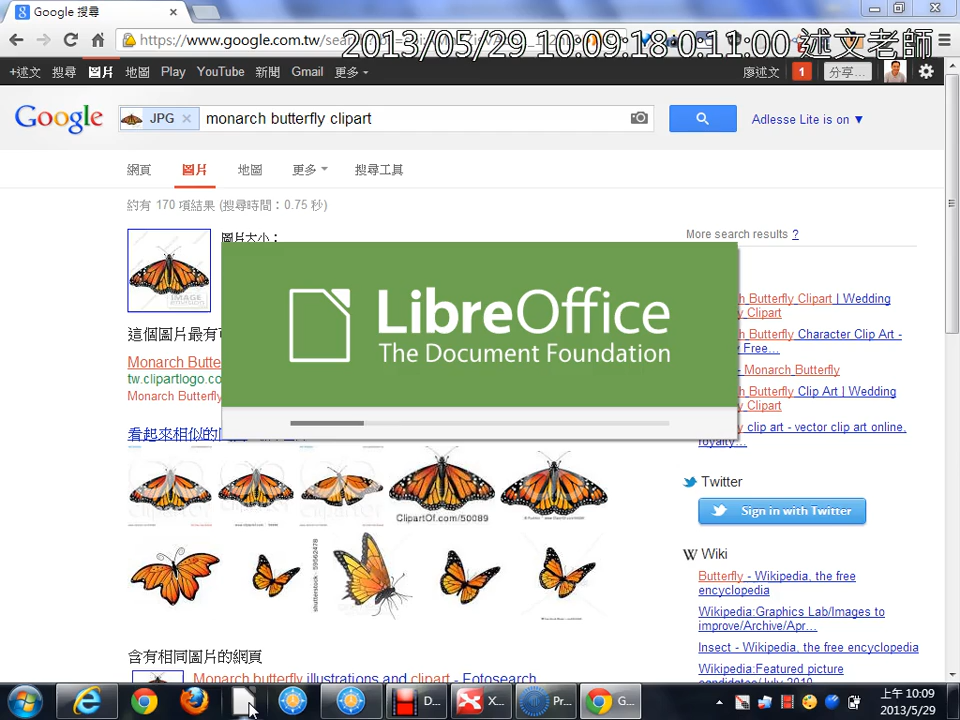 Google 搜尋
https://www.google.com.tw/sea
2013/05/29 10:09:18 0:11:00 述文老師
+述文 搜尋 圖片 地圖 Play YouTube 新聞 Gmail 更多
廖述文 1 分享...
Google
JPG × monarch butterfly clipart
Adlesse Lite is on ▼
網頁 圖片 地圖 更多 搜尋工具
約有 170 項結果 (搜尋時間：0.75 秒)
圖片大小：
More search results ?
LibreOffice
The Document Foundation
這個圖片最有可
Monarch Butte
tw.clipartlogo.co
Monarch Butterfly
h Butterfly Clipart | Wedding
y Clipart
h Butterfly Character Clip Art -
y Free...
- Monarch Butterfly
h Butterfly Clip Art | Wedding
y Clipart
y clip art - vector clip art online,
royalty...
看起來相似的
ClipartOf.com/50089
Twitter
Sign in with Twitter
shutterstock · 59562478
W Wiki
Butterfly - Wikipedia, the free
encyclopedia
Wikipedia:Graphics Lab/Images to
improve/Archive/Apr...
Insect - Wikipedia, the free encyclopedia
Wikipedia:Featured picture
candidates/July 2010
含有相同圖片的網頁
Monarch butterfly illustrations and clipart - Fotosearch
D...
X...
Pr...
G...
上午 10:09
2013/5/29